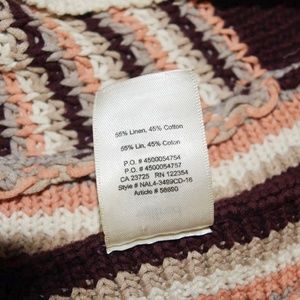 55% Linen, 45% Cotton
55% Lin, 45% Coton
P.O. # 4500054754
P.O. # 4500054757
CA 23725 RN 122354
Style # NAL4-3469CD-16
Article # 56650